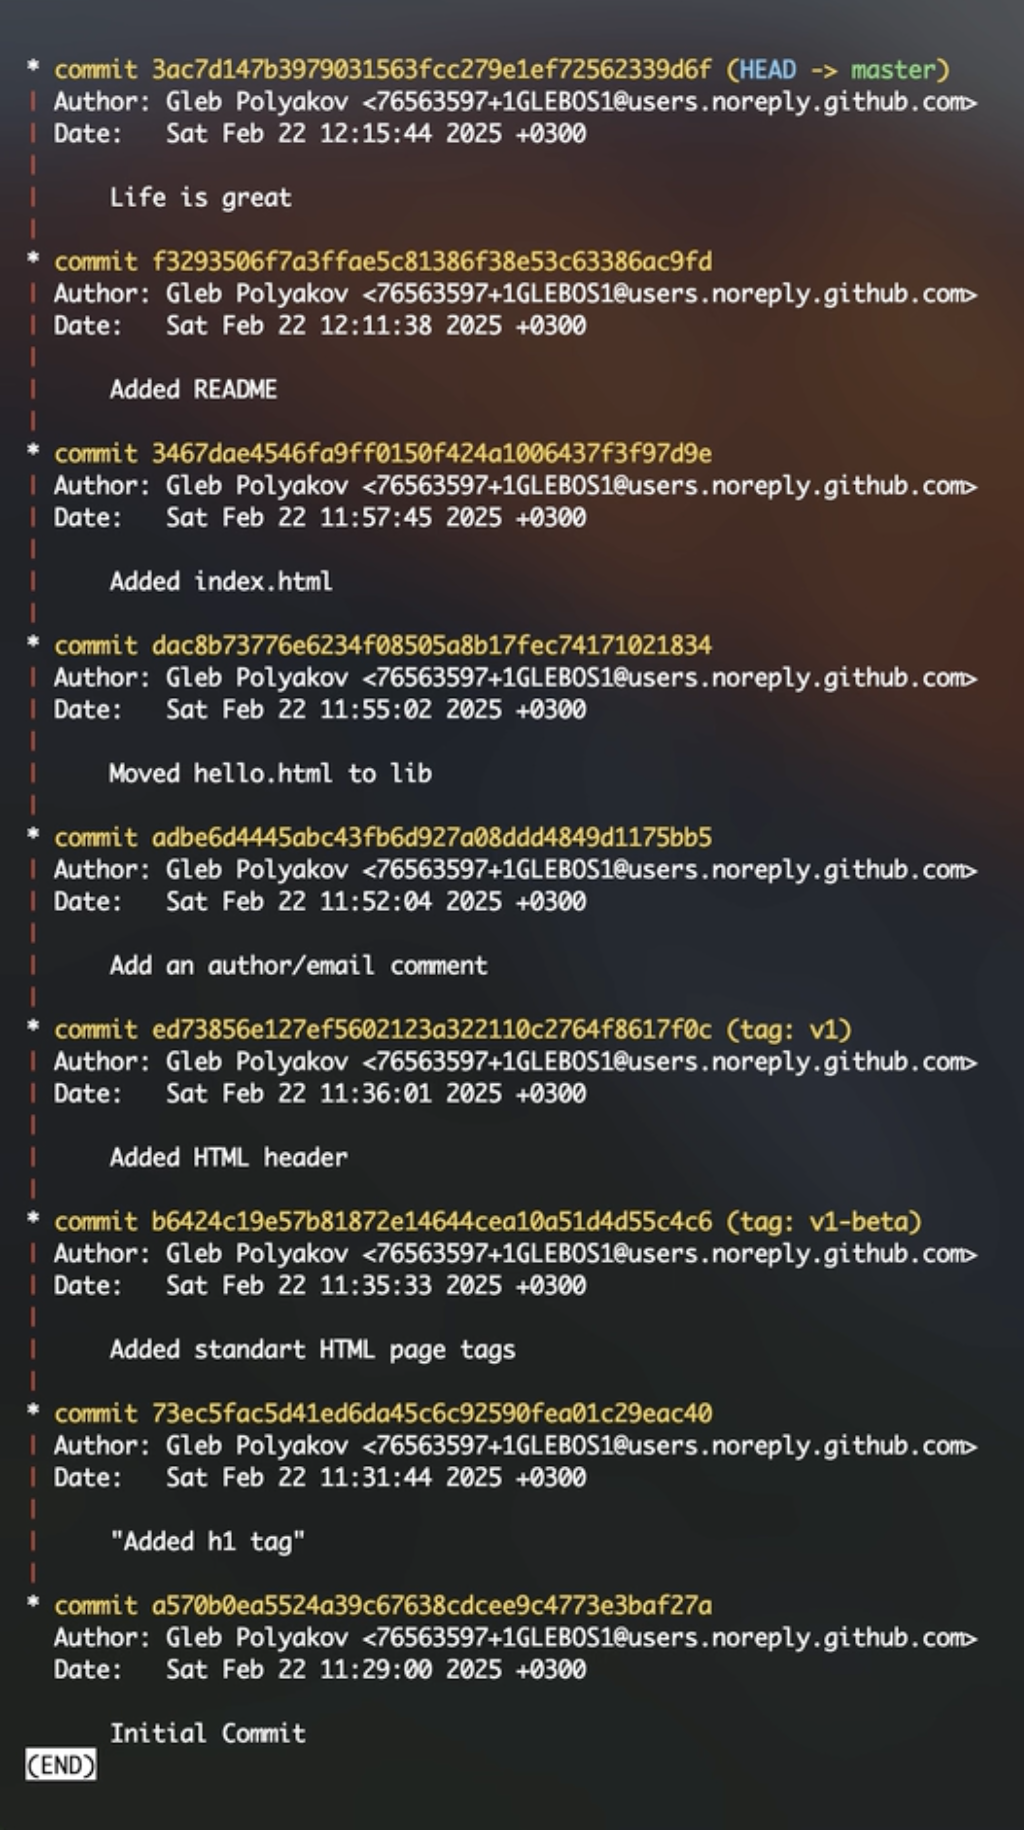 * commit 3ac7d147b3979031563fcc279e1ef72562339d6f (HEAD -> master)
| Author: Gleb Polyakov <76563597+1GLEBOS1@users.noreply.github.com>
| Date:   Sat Feb 22 12:15:44 2025 +0300
|
|     Life is great
|
* commit f3293506f7a3ffae5c81386f38e53c63386ac9fd
| Author: Gleb Polyakov <76563597+1GLEBOS1@users.noreply.github.com>
| Date:   Sat Feb 22 12:11:38 2025 +0300
|
|     Added README
|
* commit 3467dae4546fa9ff0150f424a1006437f3f97d9e
| Author: Gleb Polyakov <76563597+1GLEBOS1@users.noreply.github.com>
| Date:   Sat Feb 22 11:57:45 2025 +0300
|
|     Added index.html
|
* commit dac8b73776e6234f08505a8b17fec74171021834
| Author: Gleb Polyakov <76563597+1GLEBOS1@users.noreply.github.com>
| Date:   Sat Feb 22 11:55:02 2025 +0300
|
|     Moved hello.html to lib
|
* commit adbe6d4445abc43fb6d927a08ddd4849d1175bb5
| Author: Gleb Polyakov <76563597+1GLEBOS1@users.noreply.github.com>
| Date:   Sat Feb 22 11:52:04 2025 +0300
|
|     Add an author/email comment
|
* commit ed73856e127ef5602123a322110c2764f8617f0c (tag: v1)
| Author: Gleb Polyakov <76563597+1GLEBOS1@users.noreply.github.com>
| Date:   Sat Feb 22 11:36:01 2025 +0300
|
|     Added HTML header
|
* commit b6424c19e57b81872e14644cea10a51d4d55c4c6 (tag: v1-beta)
| Author: Gleb Polyakov <76563597+1GLEBOS1@users.noreply.github.com>
| Date:   Sat Feb 22 11:35:33 2025 +0300
|
|     Added standart HTML page tags
|
* commit 73ec5fac5d41ed6da45c6c92590fea01c29eac40
| Author: Gleb Polyakov <76563597+1GLEBOS1@users.noreply.github.com>
| Date:   Sat Feb 22 11:31:44 2025 +0300
|
|     "Added h1 tag"
|
* commit a570b0ea5524a39c67638cdcee9c4773e3baf27a
  Author: Gleb Polyakov <76563597+1GLEBOS1@users.noreply.github.com>
  Date:   Sat Feb 22 11:29:00 2025 +0300

      Initial Commit
(END)